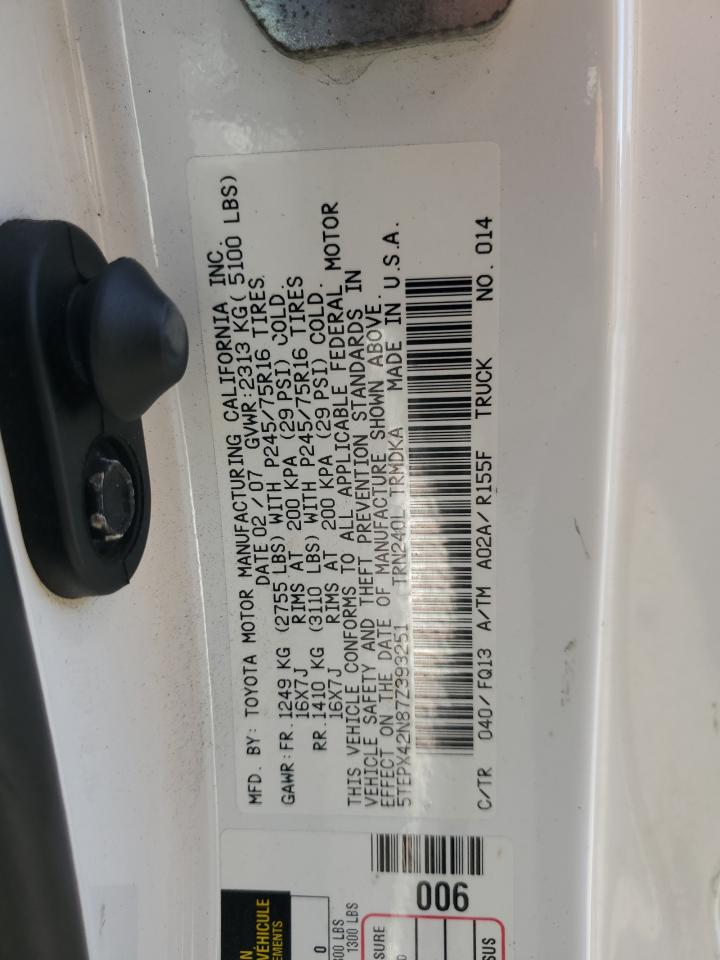 MFD. BY: TOYOTA MOTOR MANUFACTURING CALIFORNIA INC.
DATE 02/07 GVWR:2313 KG( 5100 LBS)
GAWR:FR.1249 KG (2755 LBS) WITH P245/75R16 TIRES
16X7J RIMS AT 200 KPA (29 PSI) COLD.
RR.1410 KG (3110 LBS) WITH P245/75R16 TIRES
16X7J RIMS AT 200 KPA (29 PSI) COLD.
THIS VEHICLE CONFORMS TO ALL APPLICABLE FEDERAL MOTOR
VEHICLE SAFETY AND THEFT PREVENTION STANDARDS IN
EFFECT ON THE DATE OF MANUFACTURE SHOWN ABOVE.
5TEPX42N87Z393251 TRN240L TRMDKA MADE IN U.S.A.
C/TR 040/FQ13 A/TM A02A/R155F TRUCK NO. 014
VÉHICULE
0
1300 LBS
006